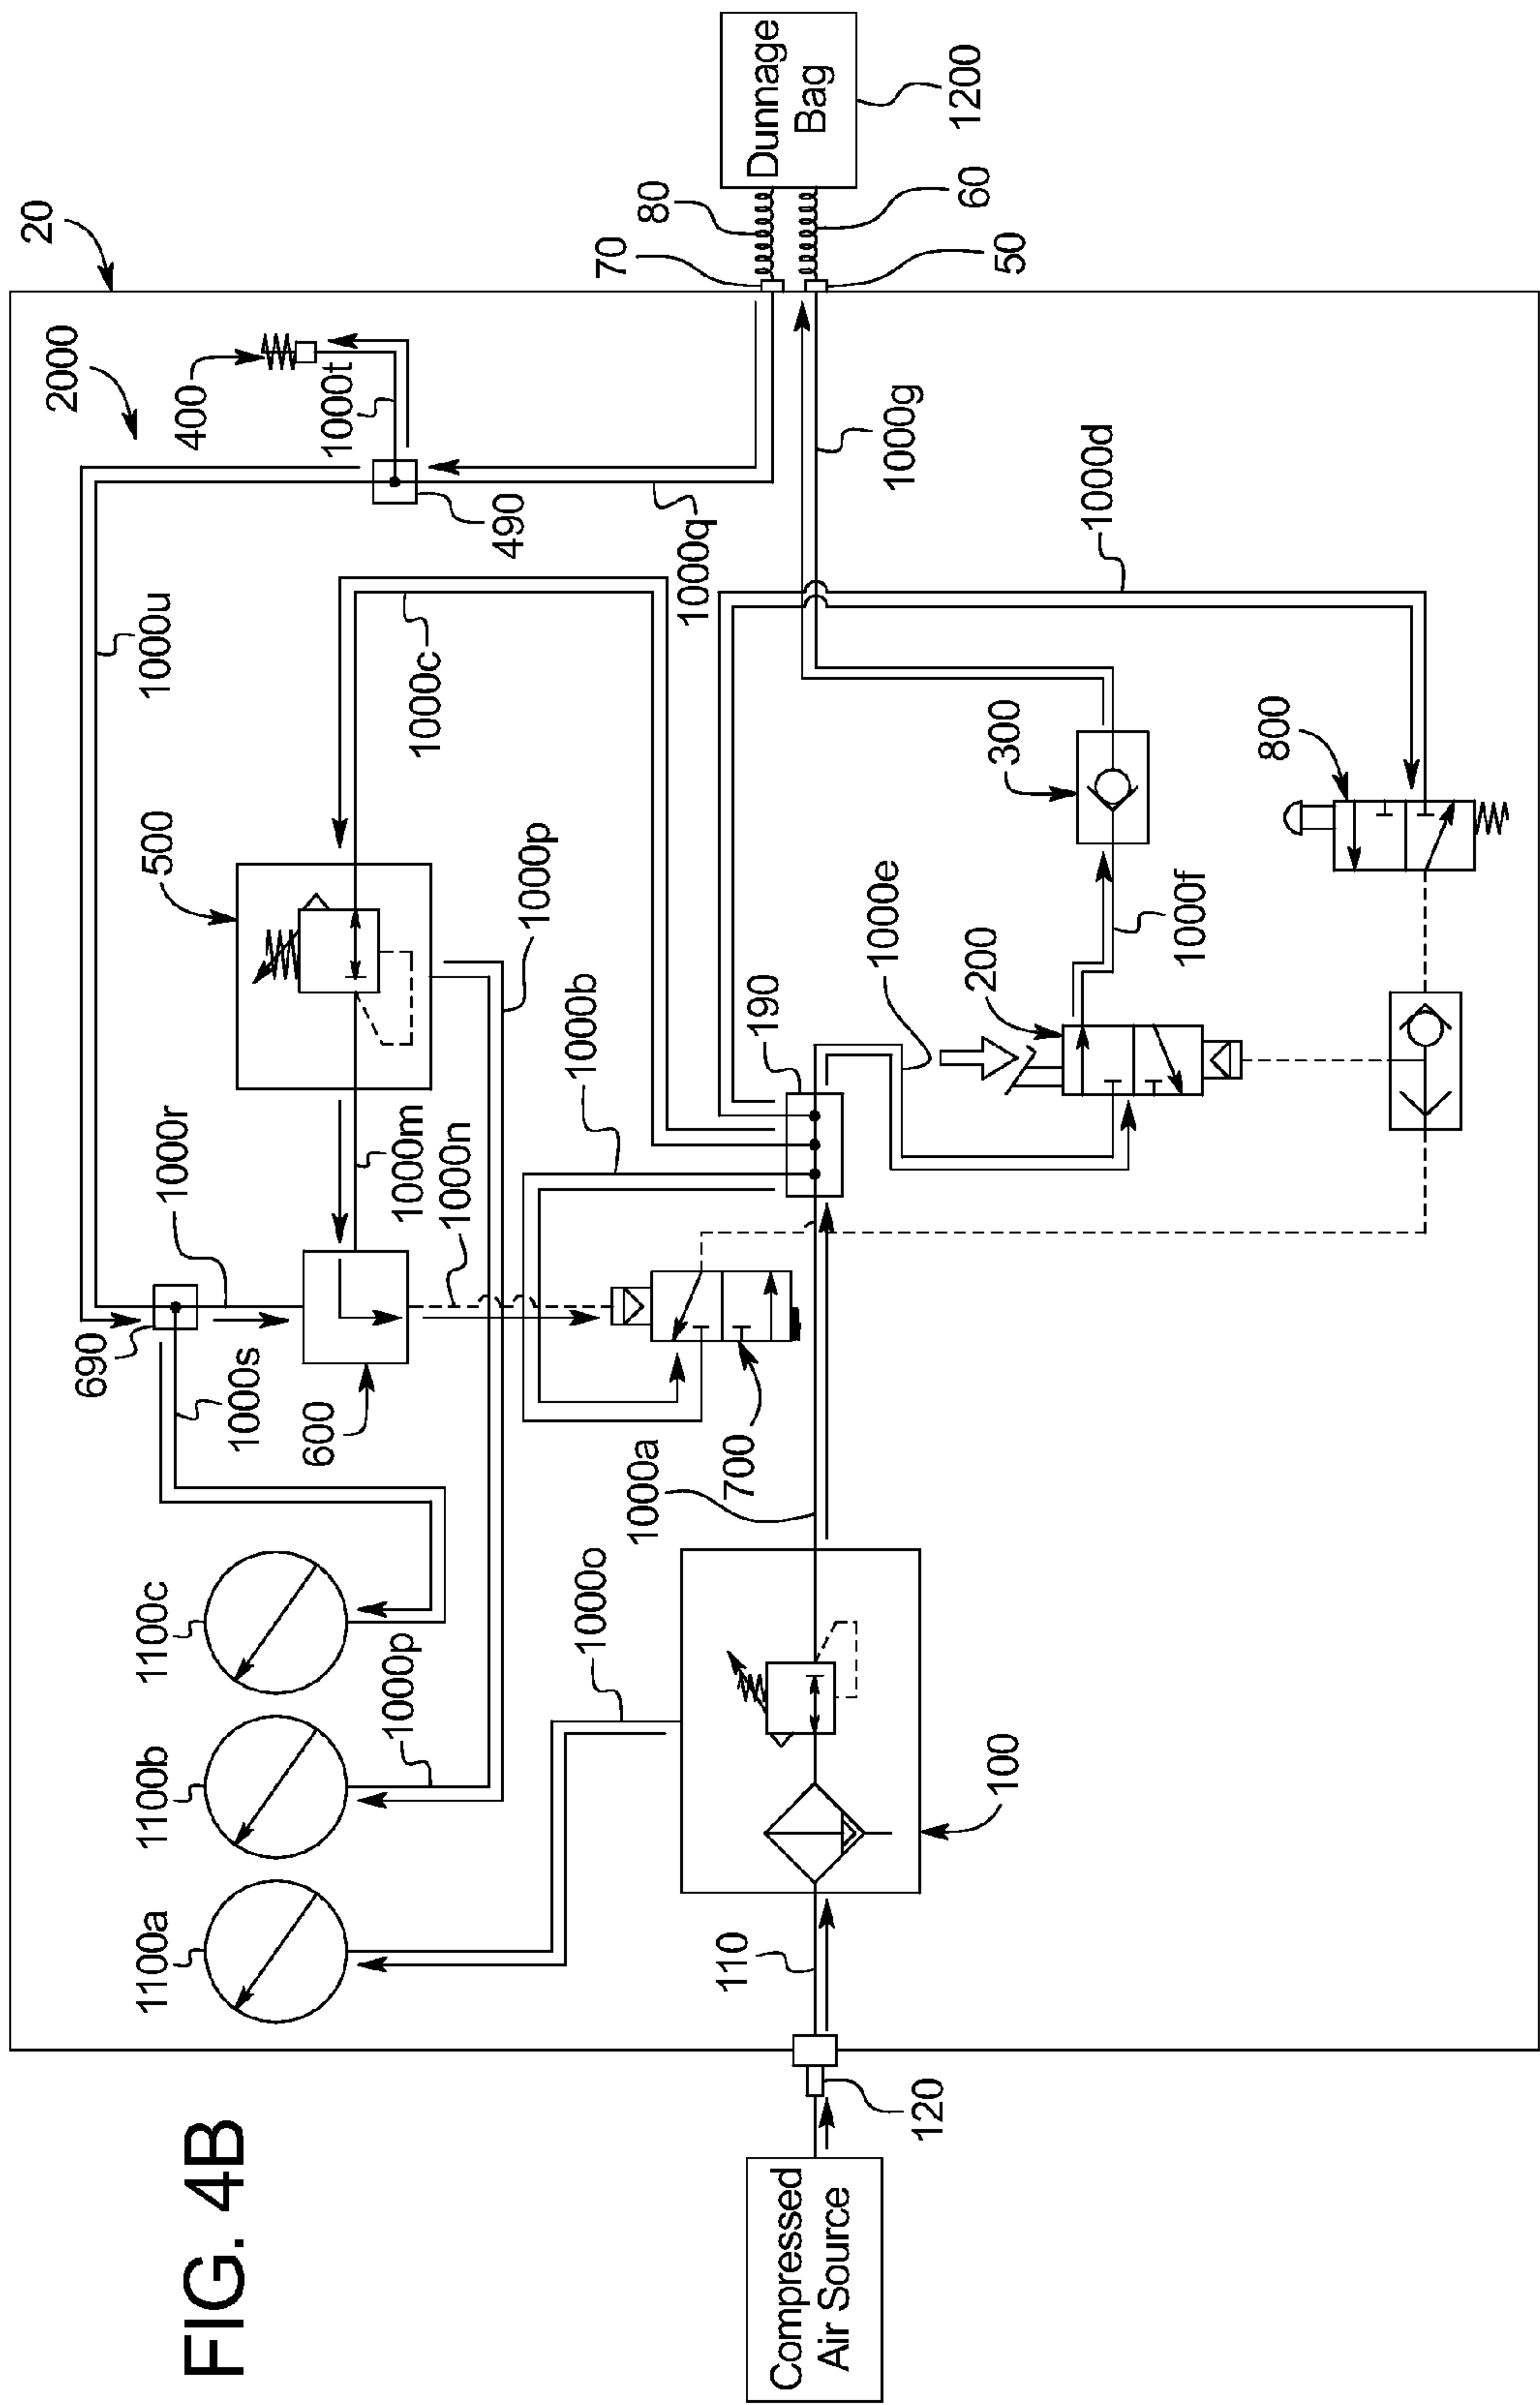 FIG. 4B
20
2000
400
1000t
490
1000q
70
80
60
50
Dunnage
Bag
1200
1000u
1000c
1000g
1000d
500
1000p
300
800
1000r
1000m
1000n
1000b
190
1000e
200
1000f
690
1000s
600
700
1000a
1100c
1100b
1100a
1000p
1000o
100
110
120
Compressed
Air Source